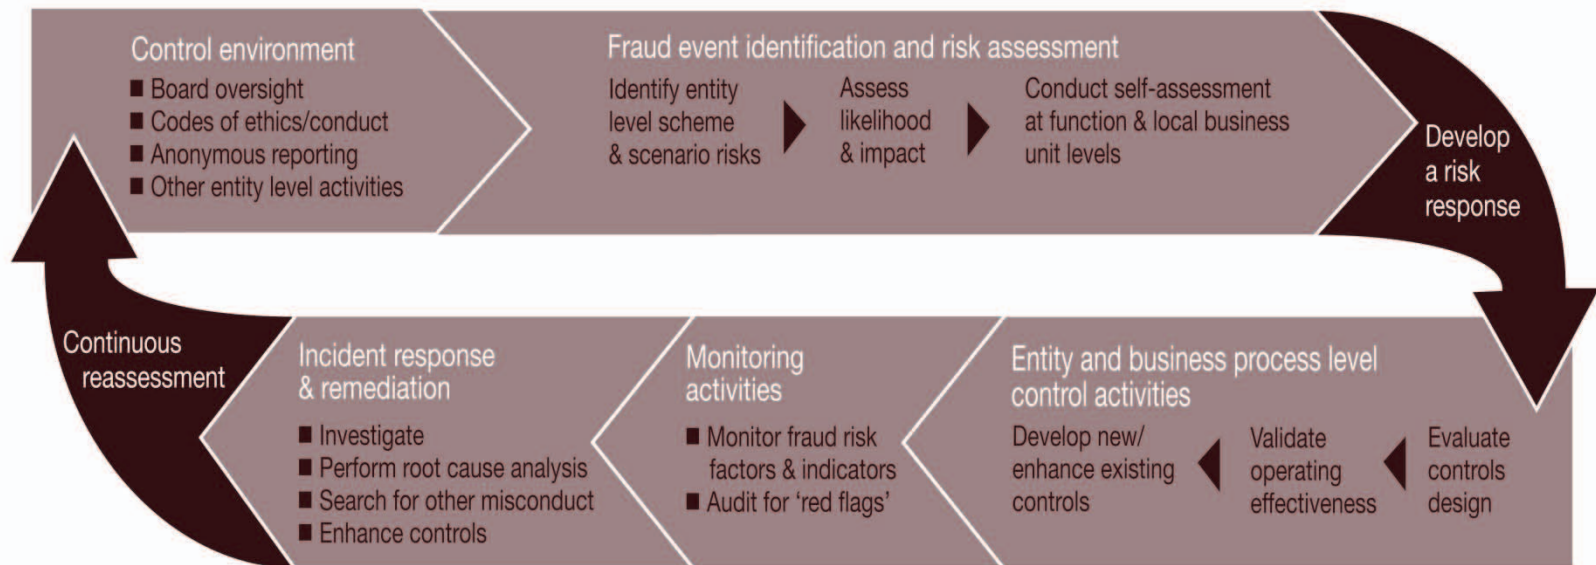 Control environment
■ Board oversight
■ Codes of ethics/conduct
■ Anonymous reporting
■ Other entity level activities
Fraud event identification and risk assessment
Identify entity
level scheme
& scenario risks
Assess
likelihood
& impact
Conduct self-assessment
at function & local business
unit levels
Develop
a risk
response
Entity and business process level
control activities
Evaluate
controls
design
Validate
operating
effectiveness
Develop new/
enhance existing
controls
Monitoring
activities
■ Monitor fraud risk
factors & indicators
■ Audit for ‘red flags’
Incident response
& remediation
■ Investigate
■ Perform root cause analysis
■ Search for other misconduct
■ Enhance controls
Continuous
reassessment